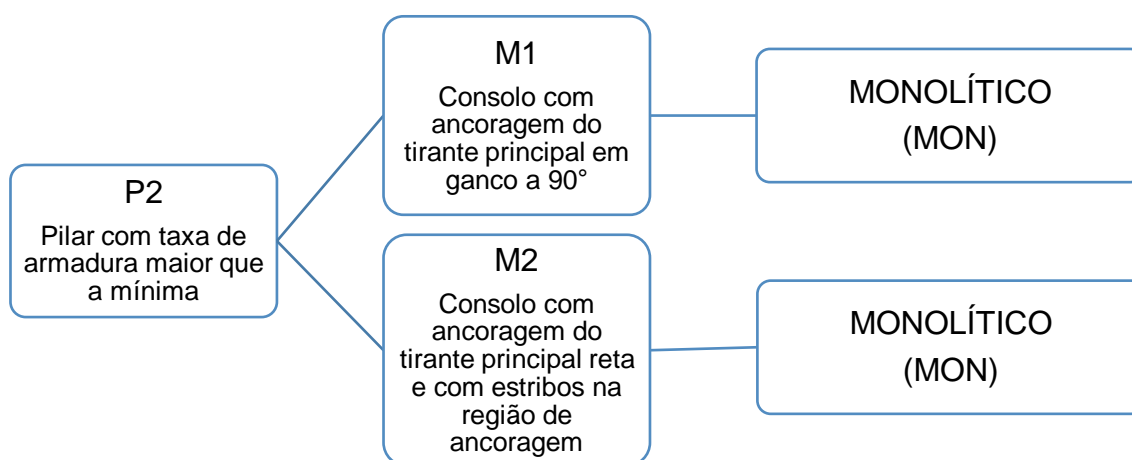 P2
Pilar com taxa de
armadura maior que
a mínima
M1
Consolo com
ancoragem do
tirante principal em
ganco a 90°
MONOLÍTICO
(MON)
M2
Consolo com
ancoragem do
tirante principal reta
e com estribos na
região de
ancoragem
MONOLÍTICO
(MON)